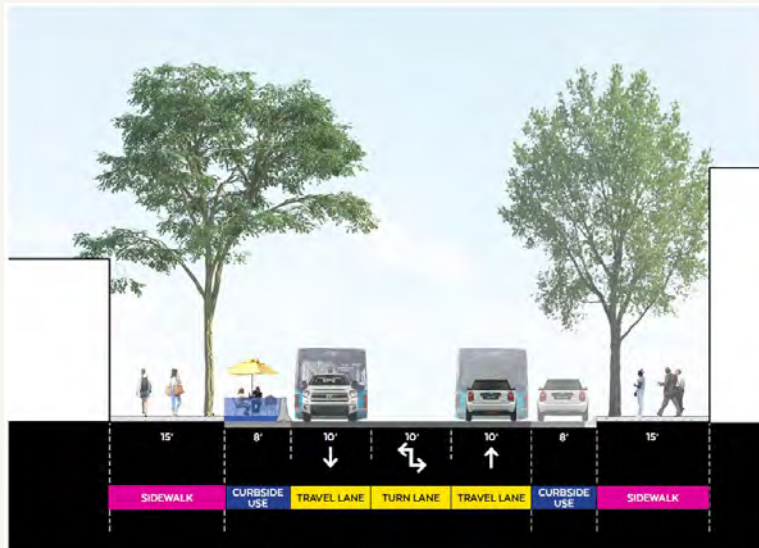 15' 8' 10' 10' 10' 8' 15'
SIDEWALK CURBSIDE USE TRAVEL LANE TURN LANE TRAVEL LANE CURBSIDE USE SIDEWALK